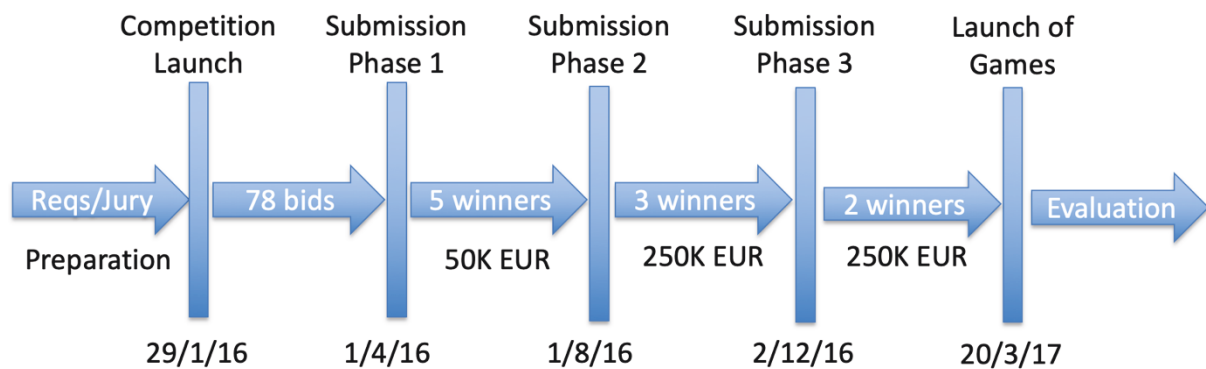 Competition
Launch
Submission
Phase 1
Submission
Phase 2
Submission
Phase 3
Launch of
Games
Reqs/Jury
78 bids
5 winners
3 winners
2 winners
Evaluation
Preparation
50K EUR
250K EUR
250K EUR
29/1/16
1/4/16
1/8/16
2/12/16
20/3/17